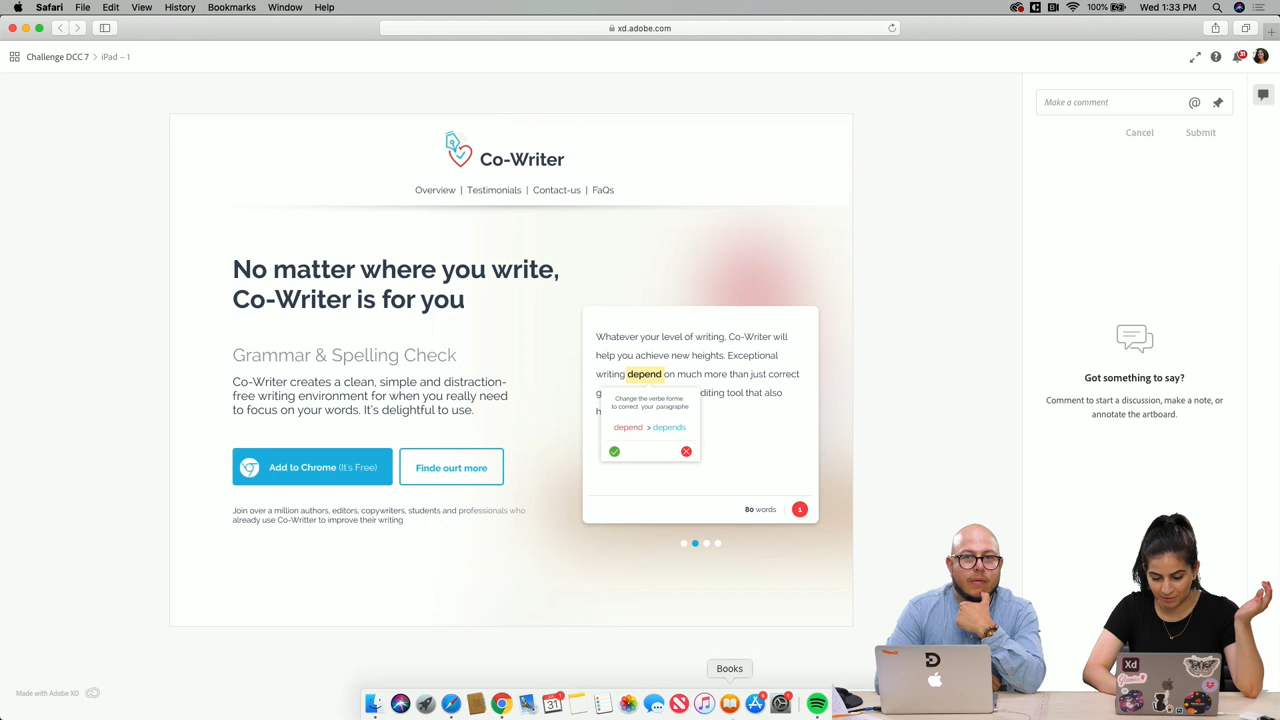 Safari File Edit View History Bookmarks Window Help
100% Wed 1:33 PM
xd.adobe.com
Challenge DCC 7 > iPad – 1
31
Make a comment
@
Cancel Submit
Co-Writer
Overview | Testimonials | Contact-us | FaQs
No matter where you write,
Co-Writer is for you
Grammar & Spelling Check
Co-Writer creates a clean, simple and distraction-
free writing environment for when you really need
to focus on your words. It's delightful to use.
Add to Chrome (It's Free)
Finde ourt more
Join over a million authors, editors, copywriters, students and professionals who
already use Co-Writter to improve their writing
Whatever your level of writing, Co-Writer will
help you achieve new heights. Exceptional
writing depend on much more than just correct
g diting tool that also
h
Change the verbe forme
to correct your paragraphe
depend > depends
80 words
1
Got something to say?
Comment to start a discussion, make a note, or
annotate the artboard.
Made with Adobe XD
Books
31
Xd